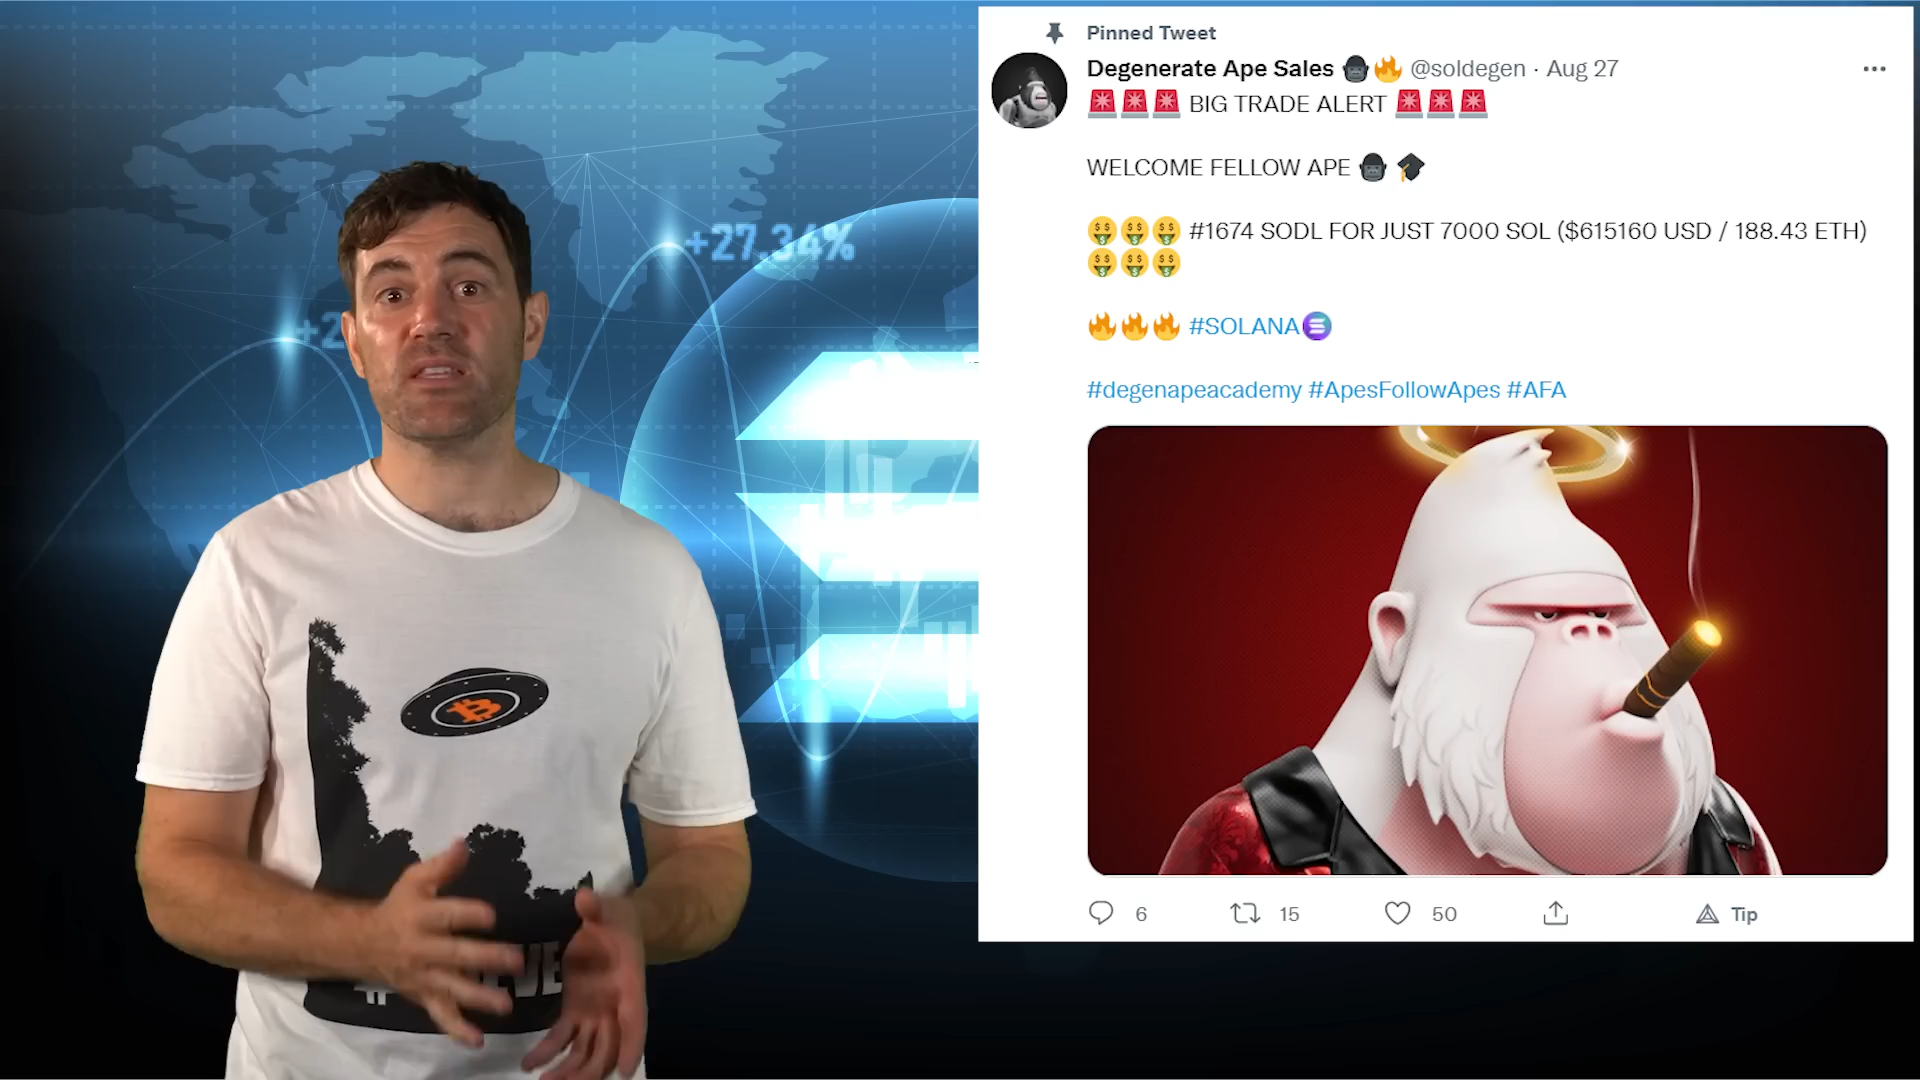 Pinned Tweet
Degenerate Ape Sales 🦍🔥 @soldegen · Aug 27
🚨🚨🚨 BIG TRADE ALERT 🚨🚨🚨
WELCOME FELLOW APE 🦍 🎓
🤑🤑🤑 #1674 SODL FOR JUST 7000 SOL ($615160 USD / 188.43 ETH)
🤑🤑🤑
🔥🔥🔥 #SOLANA
#degenapeacademy #ApesFollowApes #AFA
6 15 50 Tip
+27.34%
+2